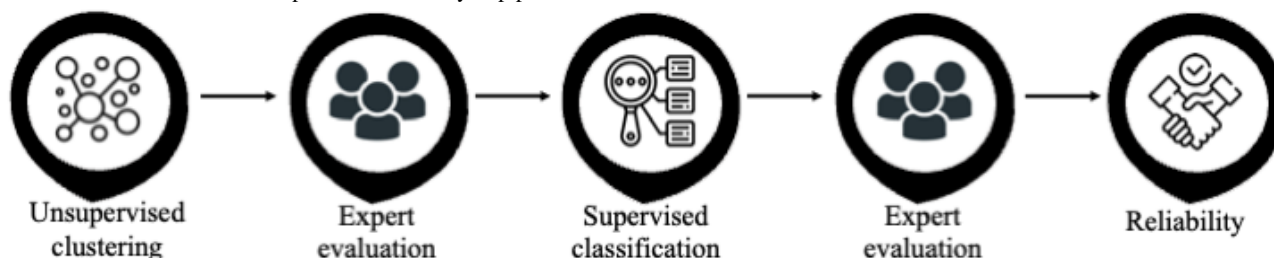 Unsupervised
clustering
Expert
evaluation
Supervised
classification
Expert
evaluation
Reliability